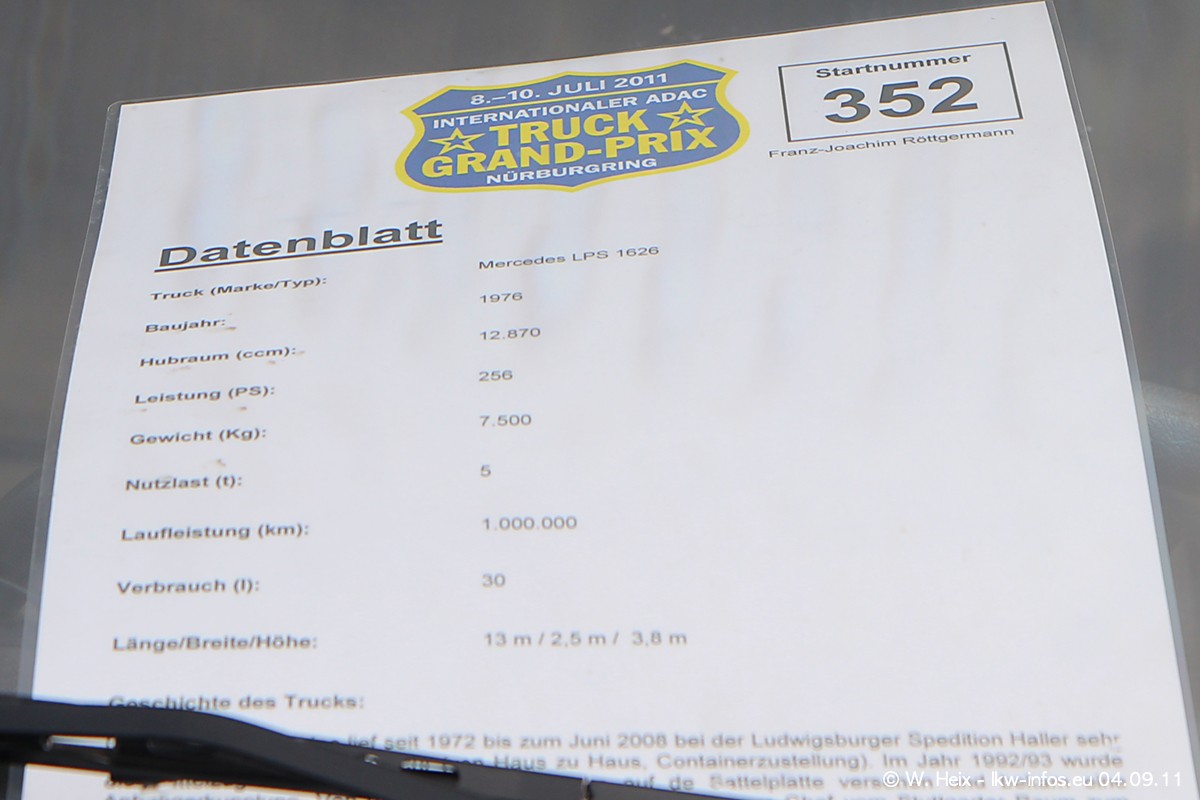 8.–10. JULI 2011
INTERNATIONALER ADAC
TRUCK
GRAND-PRIX
NÜRBURGRING
Startnummer
352
Franz-Joachim Röttgermann
Datenblatt
Truck (Marke/Typ): Mercedes LPS 1626
Baujahr: 1976
Hubraum (ccm): 12.870
Leistung (PS): 256
Gewicht (Kg): 7.500
Nutzlast (t): 5
Laufleistung (km): 1.000.000
Verbrauch (l): 30
Länge/Breite/Höhe: 13 m / 2,5 m / 3,8 m
Geschichte des Trucks:
lief seit 1972 bis zum Juni 2008 bei der Ludwigsburger Spedition Haller sehr
Haus zu Haus, Containerzustellung). Im Jahr 1992/93 wurde
auf de Sattelplatte
© W. Heix - lkw-infos.eu 04.09.11